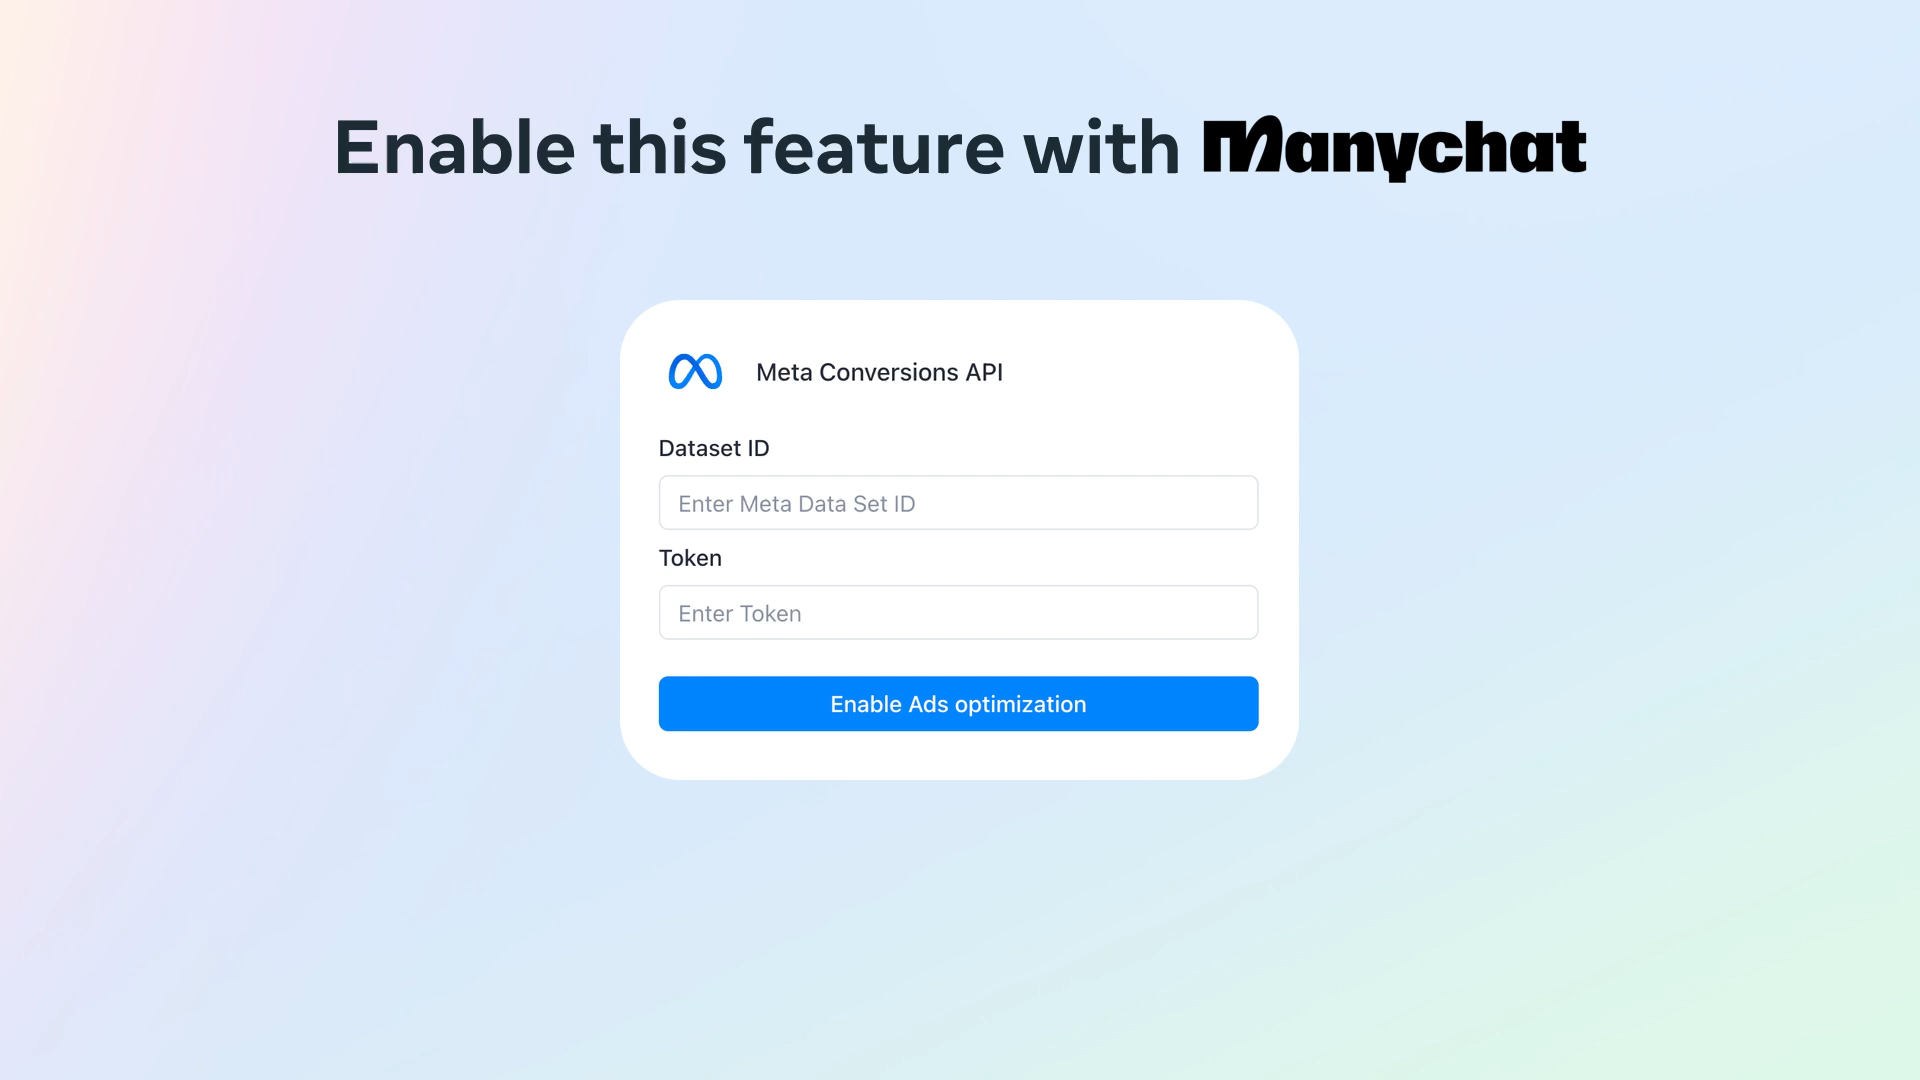 Enable this feature with Manychat
Meta Conversions API
Dataset ID
Enter Meta Data Set ID
Token
Enter Token
Enable Ads optimization